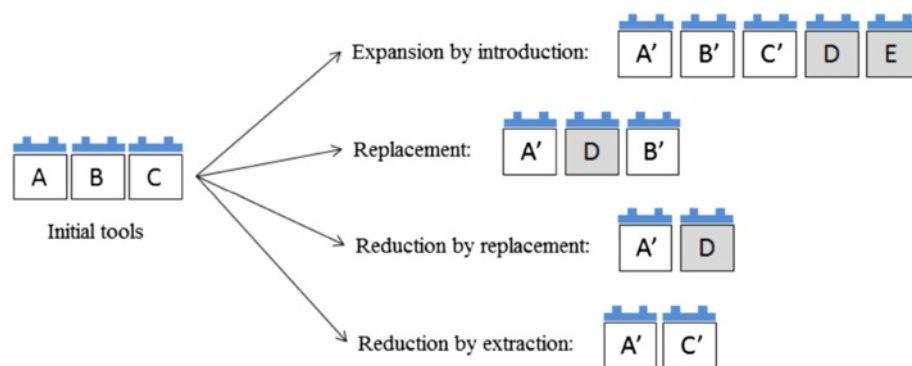 Expansion by introduction: A' B' C' D E
Replacement: A' D B'
A B C
Initial tools
Reduction by replacement: A' D
Reduction by extraction: A' C'